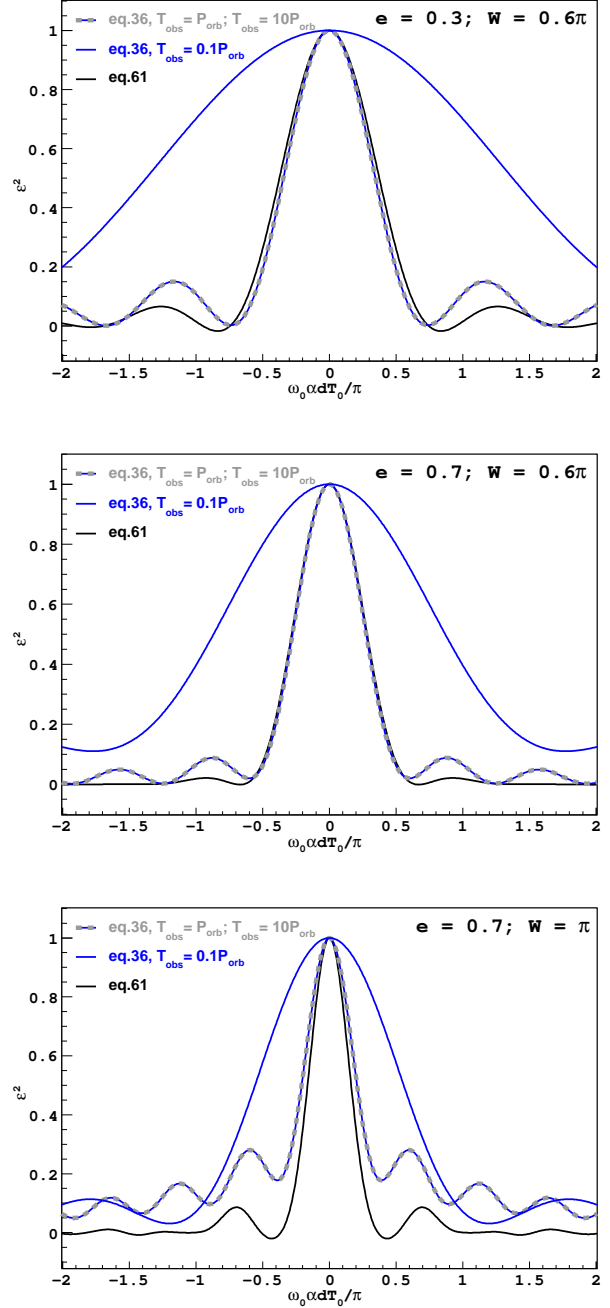 eq.36, T_obs = P_orb; T_obs = 10P_orb
e = 0.3; W = 0.6π
eq.36, T_obs = 0.1P_orb
eq.61
1
0.8
0.6
ε²
0.4
0.2
0
−2 −1.5 −1 −0.5 0 0.5 1 1.5 2
ω₀αdT₀/π
eq.36, T_obs = P_orb; T_obs = 10P_orb
e = 0.7; W = 0.6π
eq.36, T_obs = 0.1P_orb
eq.61
1
0.8
0.6
ε²
0.4
0.2
0
−2 −1.5 −1 −0.5 0 0.5 1 1.5 2
ω₀αdT₀/π
eq.36, T_obs = P_orb; T_obs = 10P_orb
e = 0.7; W = π
eq.36, T_obs = 0.1P_orb
eq.61
1
0.8
0.6
ε²
0.4
0.2
0
−2 −1.5 −1 −0.5 0 0.5 1 1.5 2
ω₀αdT₀/π